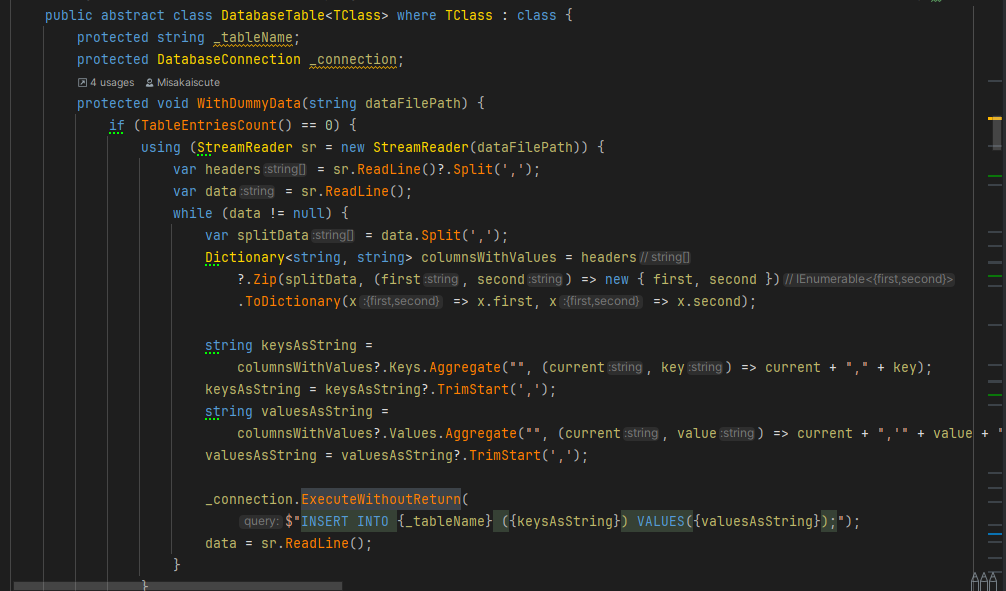 public abstract class DatabaseTable<TClass> where TClass : class {
protected string _tableName;
protected DatabaseConnection _connection;
4 usages Misakaiscute
protected void WithDummyData(string dataFilePath) {
if (TableEntriesCount() == 0) {
using (StreamReader sr = new StreamReader(dataFilePath)) {
var headers :string[] = sr.ReadLine()?.Split(',');
var data :string = sr.ReadLine();
while (data != null) {
var splitData :string[] = data.Split(',');
Dictionary<string, string> columnsWithValues = headers // string[]
?.Zip(splitData, (first :string , second :string ) => new { first, second }) // IEnumerable<{first,second}>
.ToDictionary(x :{first,second} => x.first, x :{first,second} => x.second);
string keysAsString =
columnsWithValues?.Keys.Aggregate("", (current :string , key :string ) => current + "," + key);
keysAsString = keysAsString?.TrimStart(',');
string valuesAsString =
columnsWithValues?.Values.Aggregate("", (current :string , value :string ) => current + ",'" + value + "
valuesAsString = valuesAsString?.TrimStart(',');
_connection.ExecuteWithoutReturn(
query: $"INSERT INTO {_tableName} ({keysAsString}) VALUES({valuesAsString});");
data = sr.ReadLine();
}
}